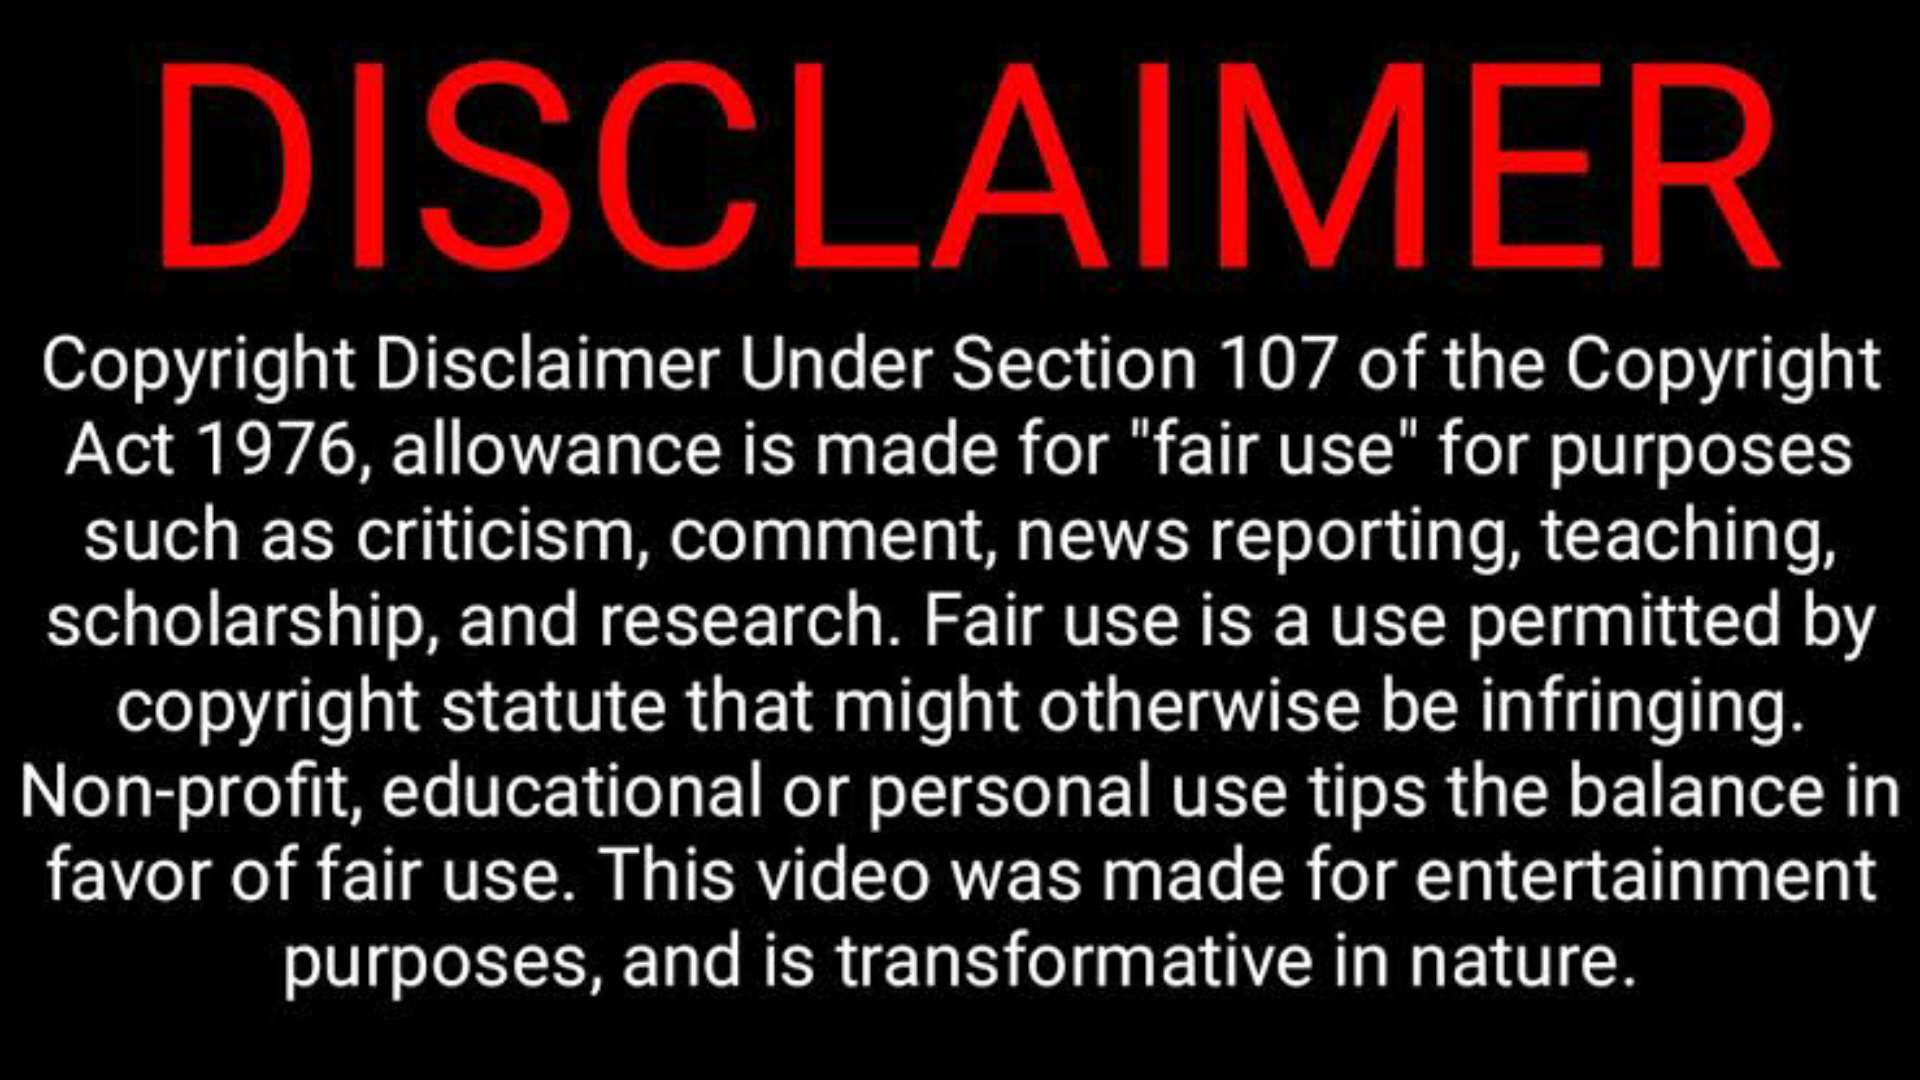 DISCLAIMER
Copyright Disclaimer Under Section 107 of the Copyright
Act 1976, allowance is made for "fair use" for purposes
such as criticism, comment, news reporting, teaching,
scholarship, and research. Fair use is a use permitted by
copyright statute that might otherwise be infringing.
Non-profit, educational or personal use tips the balance in
favor of fair use. This video was made for entertainment
purposes, and is transformative in nature.